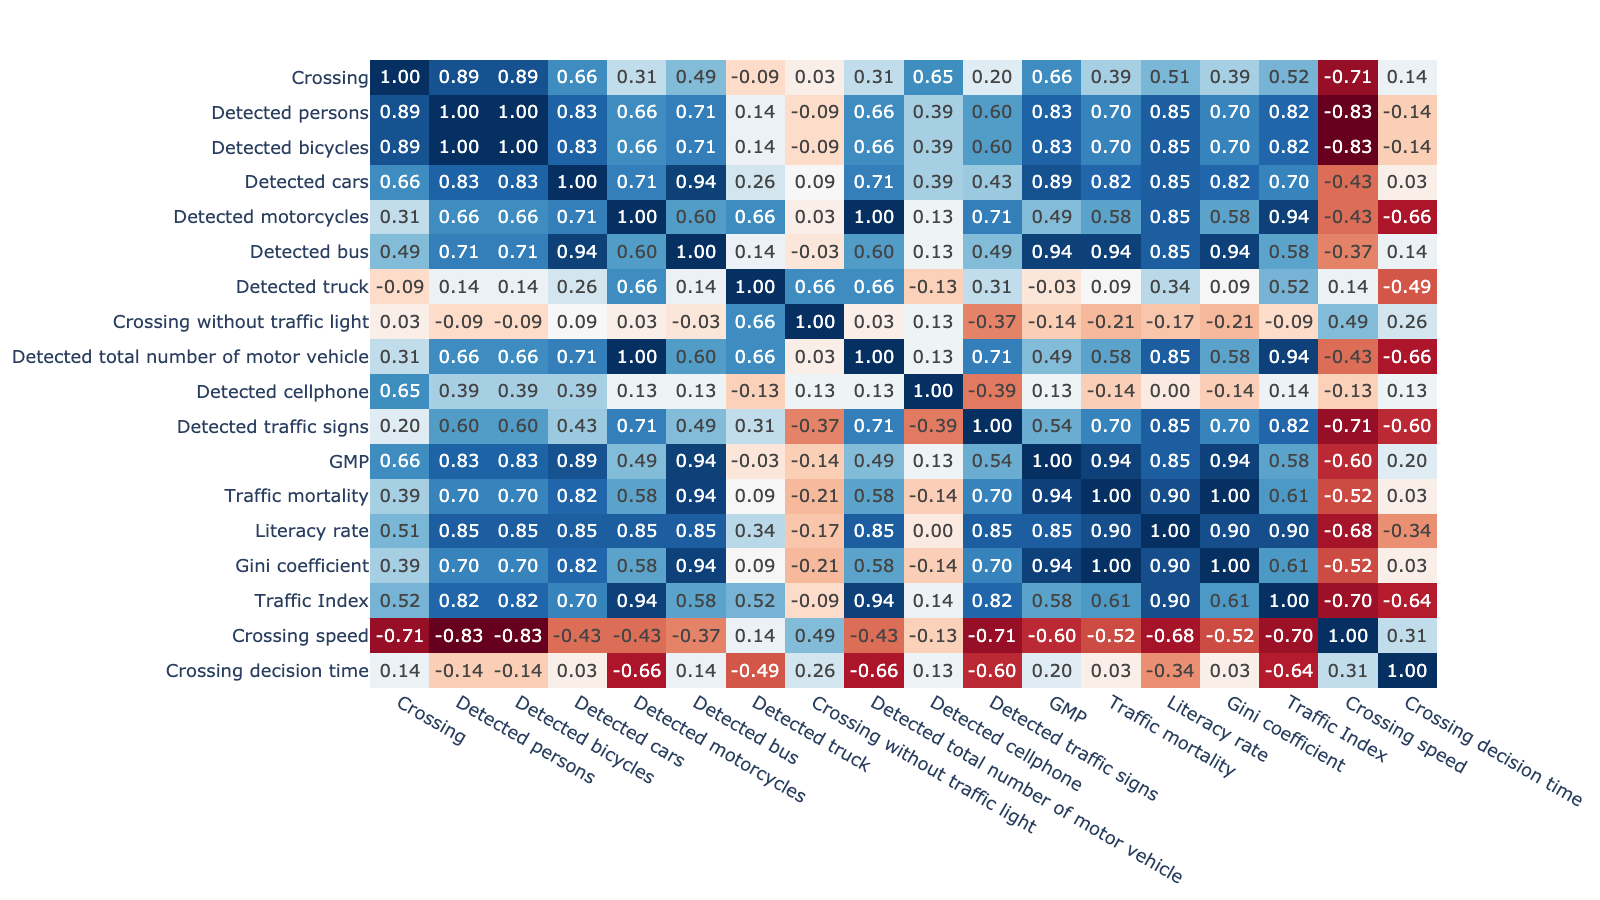 Crossing 1.00 0.89 0.89 0.66 0.31 0.49 -0.09 0.03 0.31 0.65 0.20 0.66 0.39 0.51 0.39 0.52 -0.71 0.14
Detected persons 0.89 1.00 1.00 0.83 0.66 0.71 0.14 -0.09 0.66 0.39 0.60 0.83 0.70 0.85 0.70 0.82 -0.83 -0.14
Detected bicycles 0.89 1.00 1.00 0.83 0.66 0.71 0.14 -0.09 0.66 0.39 0.60 0.83 0.70 0.85 0.70 0.82 -0.83 -0.14
Detected cars 0.66 0.83 0.83 1.00 0.71 0.94 0.26 0.09 0.71 0.39 0.43 0.89 0.82 0.85 0.82 0.70 -0.43 0.03
Detected motorcycles 0.31 0.66 0.66 0.71 1.00 0.60 0.66 0.03 1.00 0.13 0.71 0.49 0.58 0.85 0.58 0.94 -0.43 -0.66
Detected bus 0.49 0.71 0.71 0.94 0.60 1.00 0.14 -0.03 0.60 0.13 0.49 0.94 0.94 0.85 0.94 0.58 -0.37 0.14
Detected truck -0.09 0.14 0.14 0.26 0.66 0.14 1.00 0.66 0.66 -0.13 0.31 -0.03 0.09 0.34 0.09 0.52 0.14 -0.49
Crossing without traffic light 0.03 -0.09 -0.09 0.09 0.03 -0.03 0.66 1.00 0.03 0.13 -0.37 -0.14 -0.21 -0.17 -0.21 -0.09 0.49 0.26
Detected total number of motor vehicle 0.31 0.66 0.66 0.71 1.00 0.60 0.66 0.03 1.00 0.13 0.71 0.49 0.58 0.85 0.58 0.94 -0.43 -0.66
Detected cellphone 0.65 0.39 0.39 0.39 0.13 0.13 -0.13 0.13 0.13 1.00 -0.39 0.13 -0.14 0.00 -0.14 0.14 -0.13 0.13
Detected traffic signs 0.20 0.60 0.60 0.43 0.71 0.49 0.31 -0.37 0.71 -0.39 1.00 0.54 0.70 0.85 0.70 0.82 -0.71 -0.60
GMP 0.66 0.83 0.83 0.89 0.49 0.94 -0.03 -0.14 0.49 0.13 0.54 1.00 0.94 0.85 0.94 0.58 -0.60 0.20
Traffic mortality 0.39 0.70 0.70 0.82 0.58 0.94 0.09 -0.21 0.58 -0.14 0.70 0.94 1.00 0.90 1.00 0.61 -0.52 0.03
Literacy rate 0.51 0.85 0.85 0.85 0.85 0.85 0.34 -0.17 0.85 0.00 0.85 0.85 0.90 1.00 0.90 0.90 -0.68 -0.34
Gini coefficient 0.39 0.70 0.70 0.82 0.58 0.94 0.09 -0.21 0.58 -0.14 0.70 0.94 1.00 0.90 1.00 0.61 -0.52 0.03
Traffic Index 0.52 0.82 0.82 0.70 0.94 0.58 0.52 -0.09 0.94 0.14 0.82 0.58 0.61 0.90 0.61 1.00 -0.70 -0.64
Crossing speed -0.71 -0.83 -0.83 -0.43 -0.43 -0.37 0.14 0.49 -0.43 -0.13 -0.71 -0.60 -0.52 -0.68 -0.52 -0.70 1.00 0.31
Crossing decision time 0.14 -0.14 -0.14 0.03 -0.66 0.14 -0.49 0.26 -0.66 0.13 -0.60 0.20 0.03 -0.34 0.03 -0.64 0.31 1.00
Crossing
Detected persons
Detected bicycles
Detected cars
Detected motorcycles
Detected bus
Detected truck
Crossing without traffic light
Detected total number of motor vehicle
Detected cellphone
Detected traffic signs
GMP
Traffic mortality
Literacy rate
Gini coefficient
Traffic Index
Crossing speed
Crossing decision time